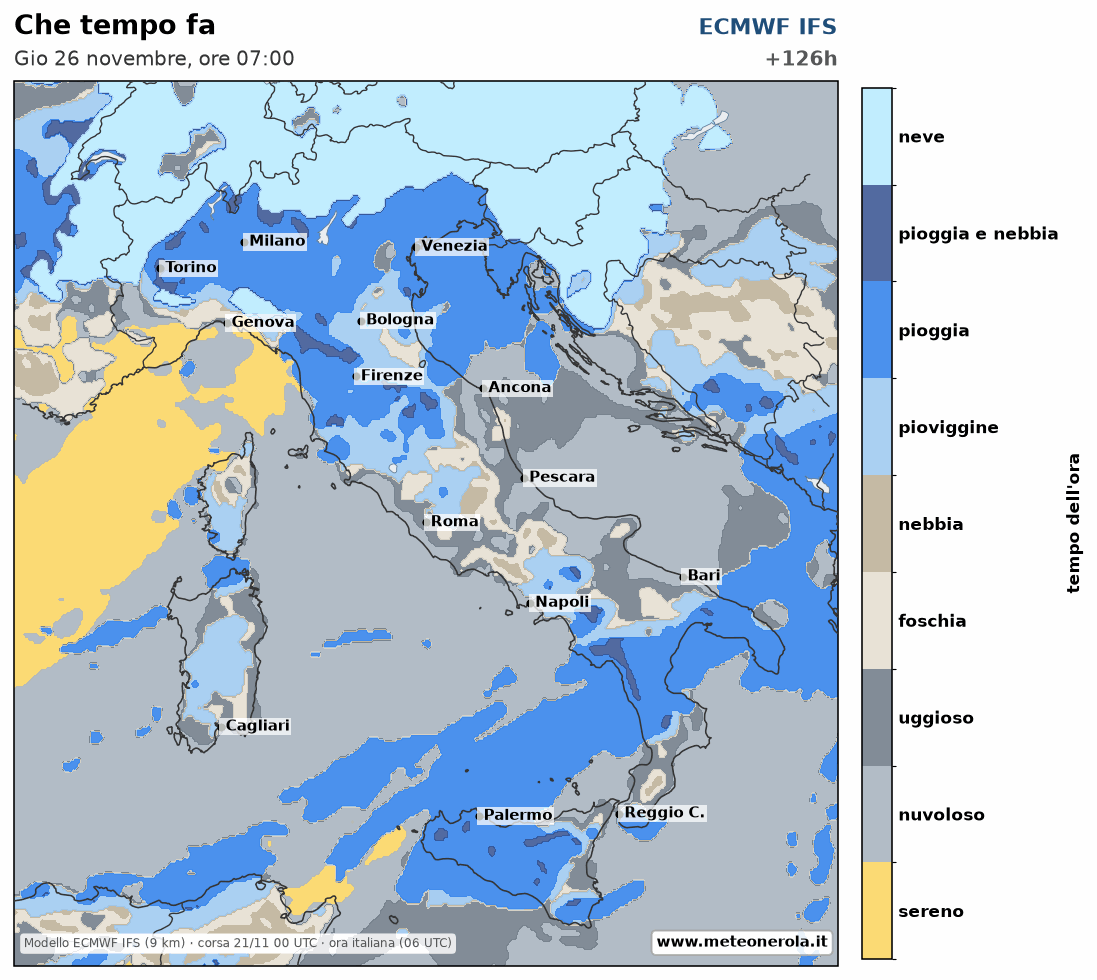 Che tempo fa
ECMWF IFS
Gio 26 novembre, ore 07:00
+126h
Milano
Venezia
Torino
Genova
Bologna
Firenze
Ancona
Pescara
Roma
Bari
Napoli
Cagliari
Palermo
Reggio C.
neve
pioggia e nebbia
pioggia
pioviggine
nebbia
foschia
uggioso
nuvoloso
sereno
tempo dell'ora
Modello ECMWF IFS (9 km) · corsa 21/11 00 UTC · ora italiana (06 UTC)
www.meteonerola.it